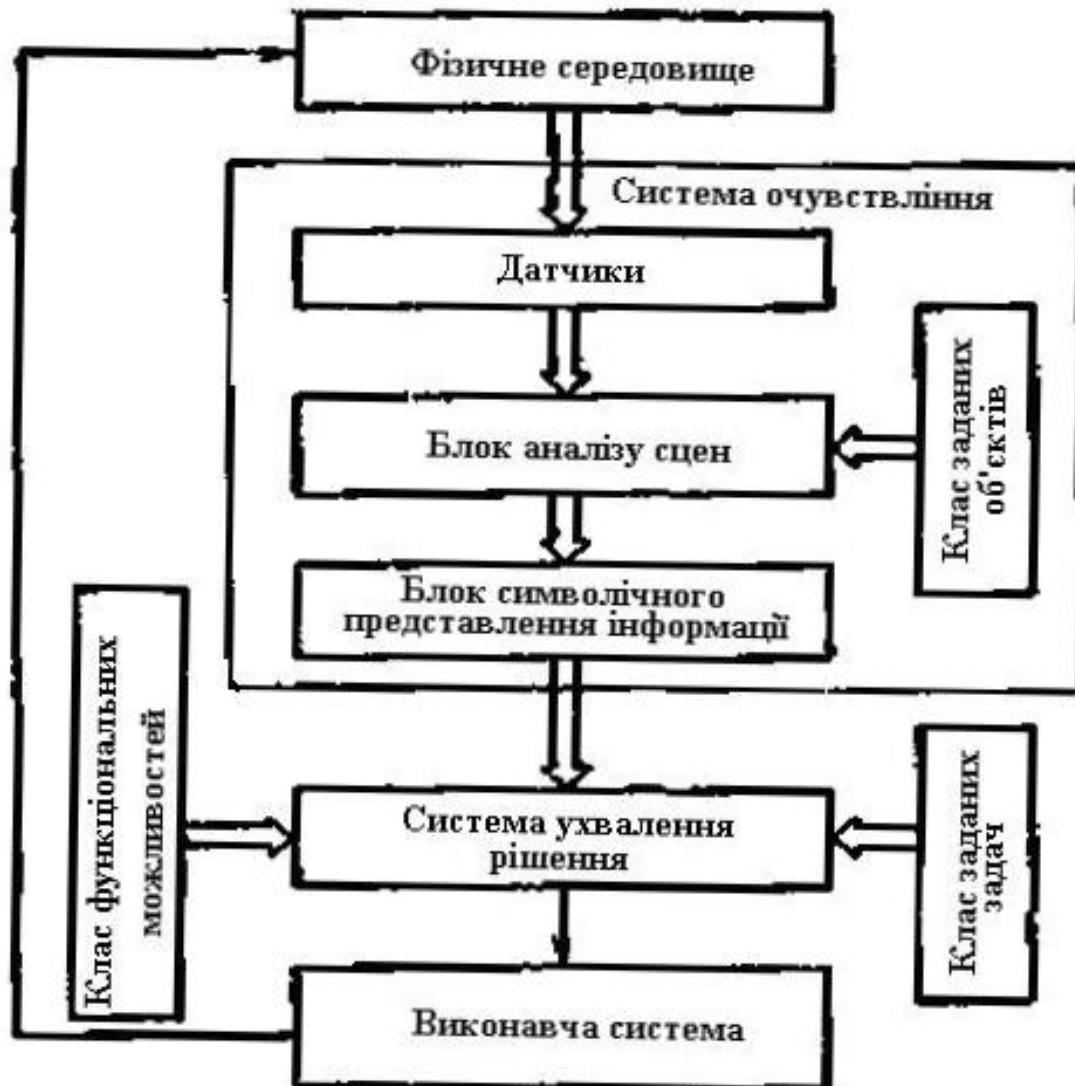 Фізичне середовище
Система очувствління
Датчики
Блок аналізу сцен
Клас заданих
об'єктів
Блок символічного
представлення інформації
Клас функціональних
можливостей
Система ухвалення
рішення
Клас заданих
задач
Виконавча система